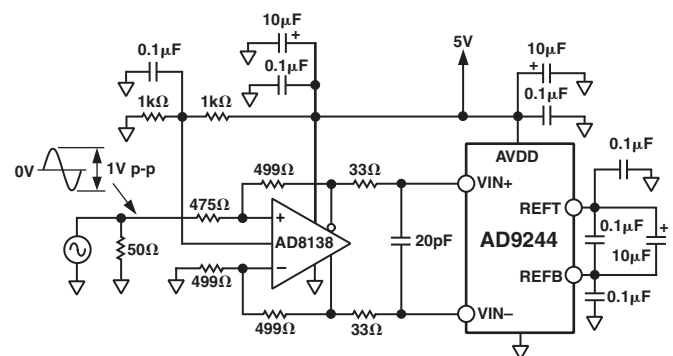 10μF
+
0.1μF
5V
10μF
+
0.1μF
0.1μF
1kΩ
1kΩ
0.1μF
0V
1V p-p
499Ω
33Ω
AVDD
VIN+
0.1μF
475Ω
+
AD8138
−
REFT
AD9244
0.1μF
+
10μF
50Ω
20pF
499Ω
REFB
0.1μF
499Ω
33Ω
VIN−